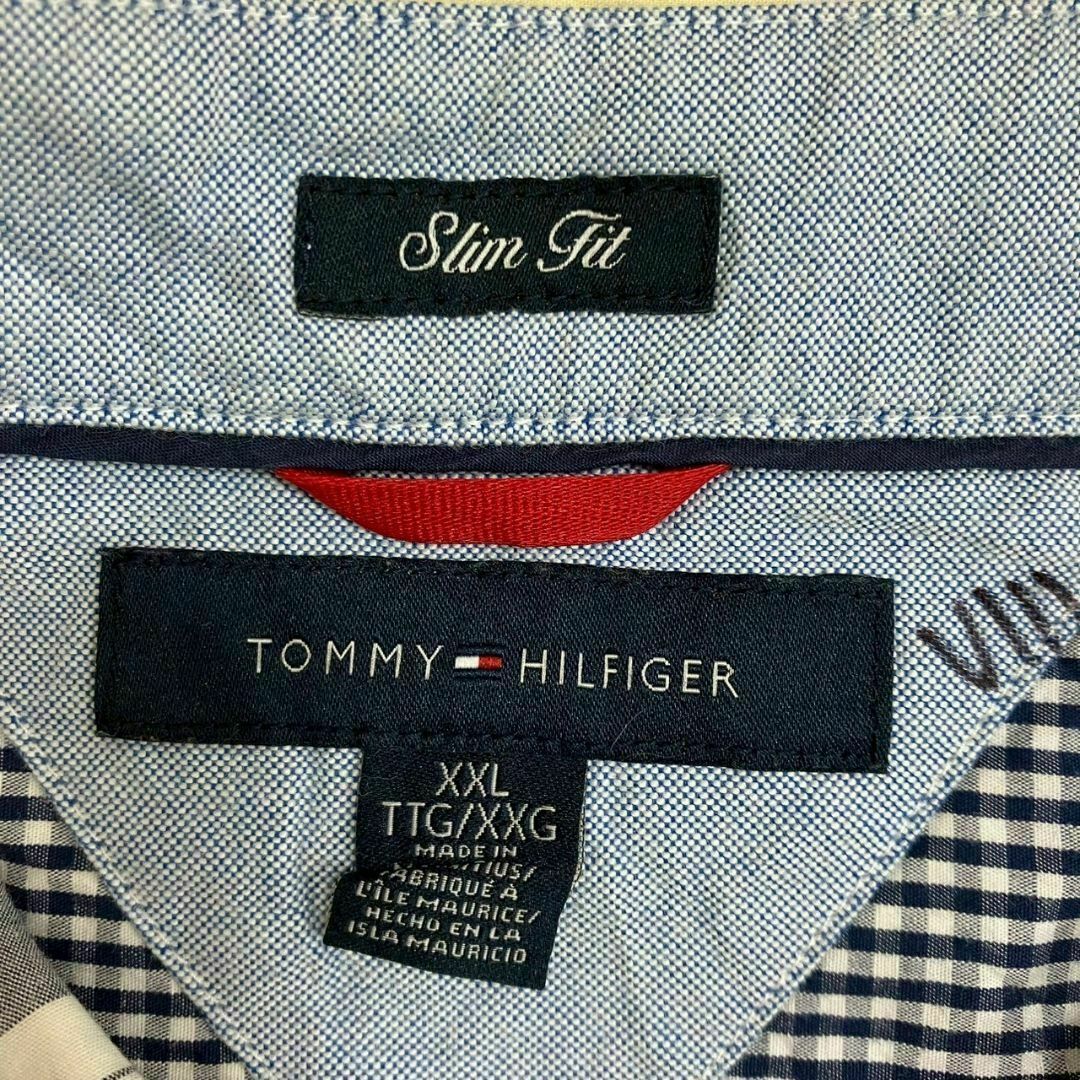 Slim Fit
TOMMY HILFIGER
XXL
TTG/XXG
MADE IN
L'ÎLE MAURICE/
HECHO EN LA
ISLA MAURICIO